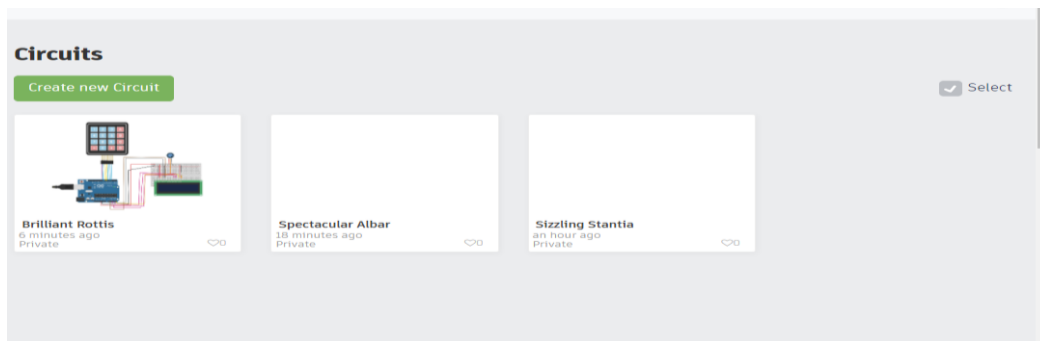 Circuits
Create new Circuit
Select
Brilliant Rottis
6 minutes ago
Private
0
Spectacular Albar
18 minutes ago
Private
0
Sizzling Stantia
an hour ago
Private
0